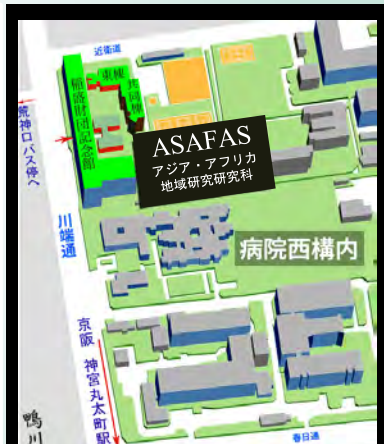 近衛道
東棟
共同棟
稲盛財団記念館
荒神口バス停へ
ASAFAS
アジア・アフリカ
地域研究研究科
川端通
病院西構内
京阪 神宮丸太町駅
鴨川
春日通